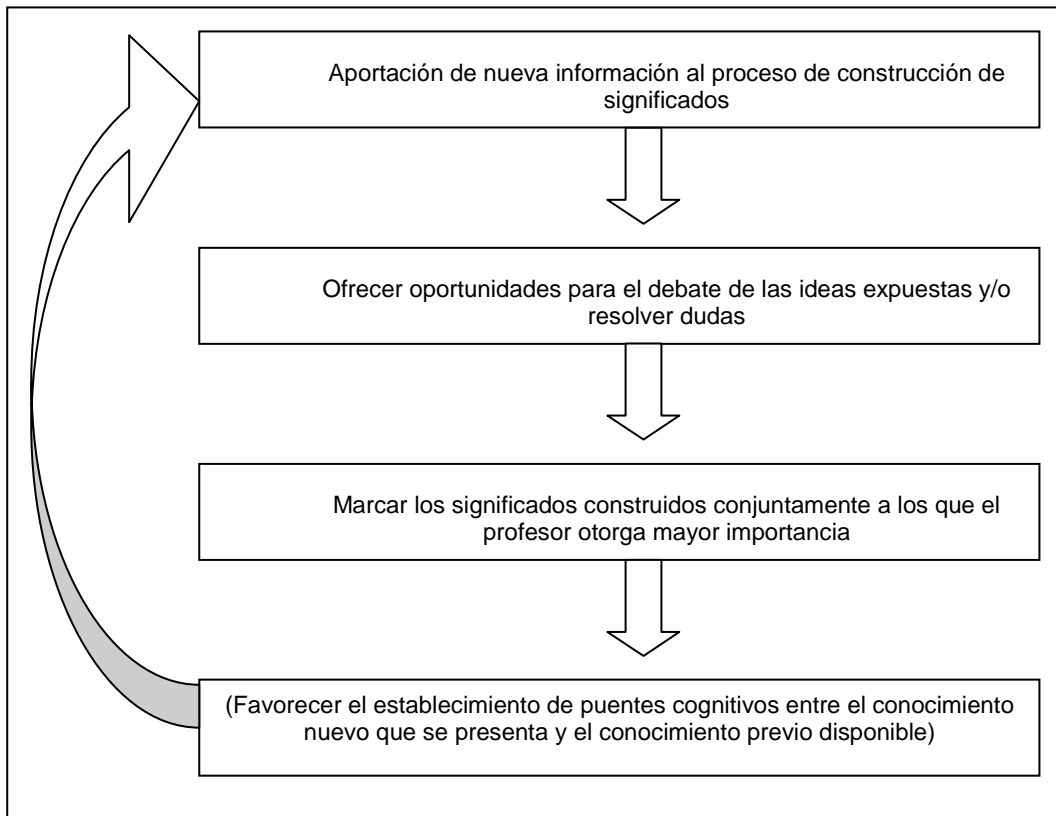 Aportación de nueva información al proceso de construcción de
significados
Ofrecer oportunidades para el debate de las ideas expuestas y/o
resolver dudas
Marcar los significados construidos conjuntamente a los que el
profesor otorga mayor importancia
(Favorecer el establecimiento de puentes cognitivos entre el conocimiento
nuevo que se presenta y el conocimiento previo disponible)